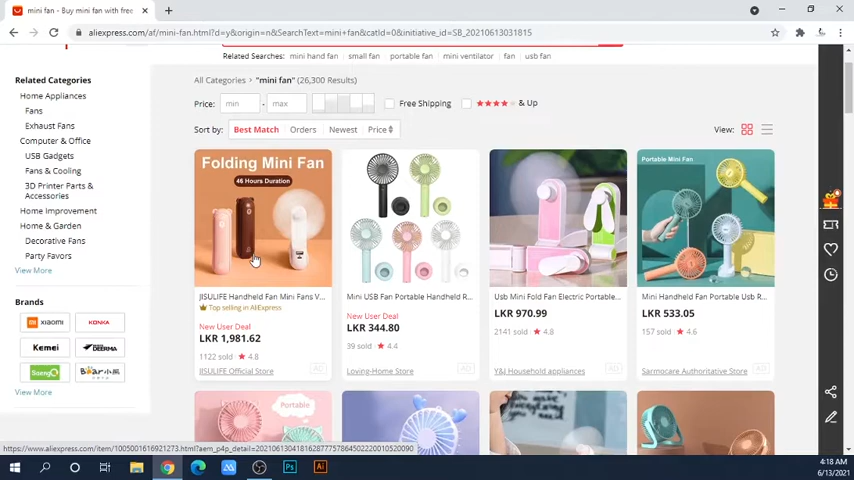 mini fan - Buy mini fan with free
aliexpress.com/af/mini-fan.html?d=y&origin=n&SearchText=mini+fan&catId=0&initiative_id=SB_20210613031815
Related Searches: mini hand fan small fan portable fan mini ventilator fan usb fan
Related Categories
Home Appliances
Fans
Exhaust Fans
Computer & Office
USB Gadgets
Fans & Cooling
3D Printer Parts &
Accessories
Home Improvement
Home & Garden
Decorative Fans
Party Favors
View More
Brands
xiaomi
KONKA
Kemei
DEERMA
View More
All Categories > "mini fan" (26,300 Results)
Price: min - max Free Shipping & Up
Sort by: Best Match Orders Newest Price View:
Folding Mini Fan
46 Hours Duration
JISULIFE Handheld Fan Mini Fans V...
Top selling in AliExpress
New User Deal
LKR 1,981.62
1122 sold 4.8
JISULIFE Official Store AD
Mini USB Fan Portable Handheld R...
New User Deal
LKR 344.80
39 sold 4.4
Loving-Home Store AD
Usb Mini Fold Fan Electric Portable...
LKR 970.99
2141 sold 4.8
Y&J Household appliances AD
Portable Mini Fan
Mini Handheld Fan Portable Usb R...
LKR 533.05
157 sold 4.6
Sarmocare Authoritative Store AD
Portable
https://www.aliexpress.com/item/1005001616921273.html?aem_p4p_detail=202106130418162877757864502220010520090
Ps
Ai
4:18 AM
6/13/2021